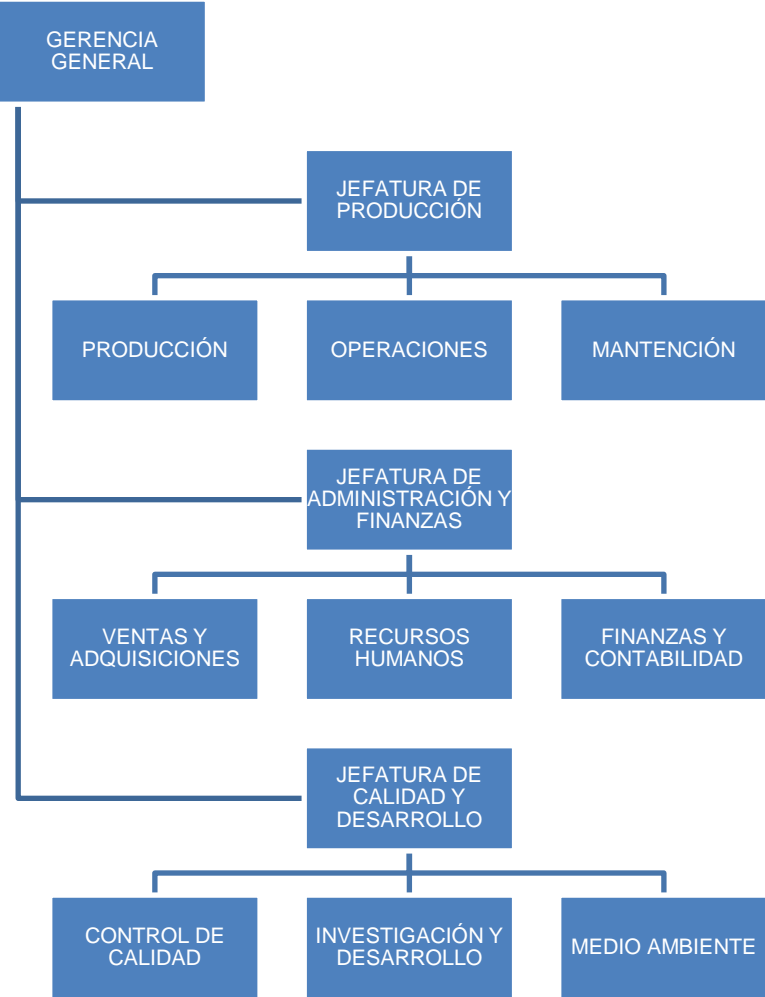 GERENCIA
GENERAL
JEFATURA DE
PRODUCCIÓN
PRODUCCIÓN
OPERACIONES
MANTENCIÓN
JEFATURA DE
ADMINISTRACIÓN Y
FINANZAS
VENTAS Y
ADQUISICIONES
RECURSOS
HUMANOS
FINANZAS Y
CONTABILIDAD
JEFATURA DE
CALIDAD Y
DESARROLLO
CONTROL DE
CALIDAD
INVESTIGACIÓN Y
DESARROLLO
MEDIO AMBIENTE